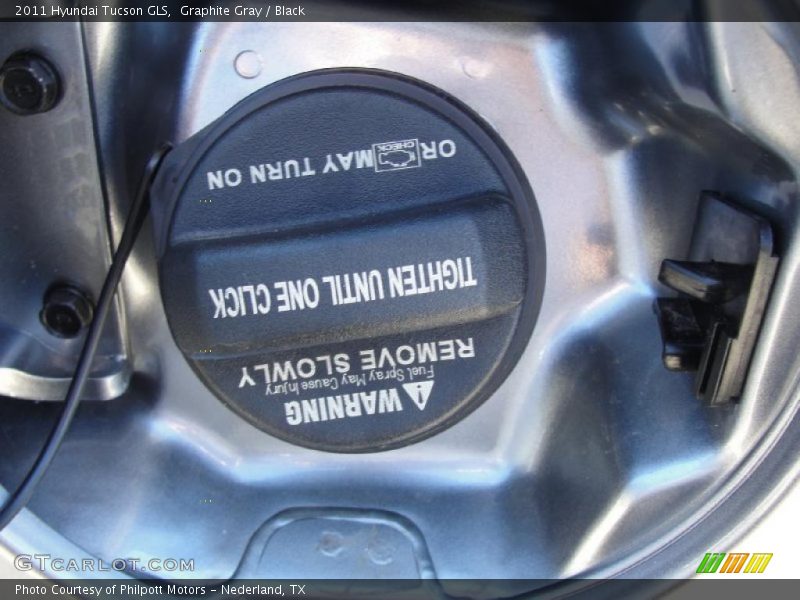 2011 Hyundai Tucson GLS, Graphite Gray / Black
WARNING
Fuel Spray May Cause Injury
REMOVE SLOWLY
TIGHTEN UNTIL ONE CLICK
OR CHECK MAY TURN ON
GTCARLOT.COM
Photo Courtesy of Philpott Motors - Nederland, TX